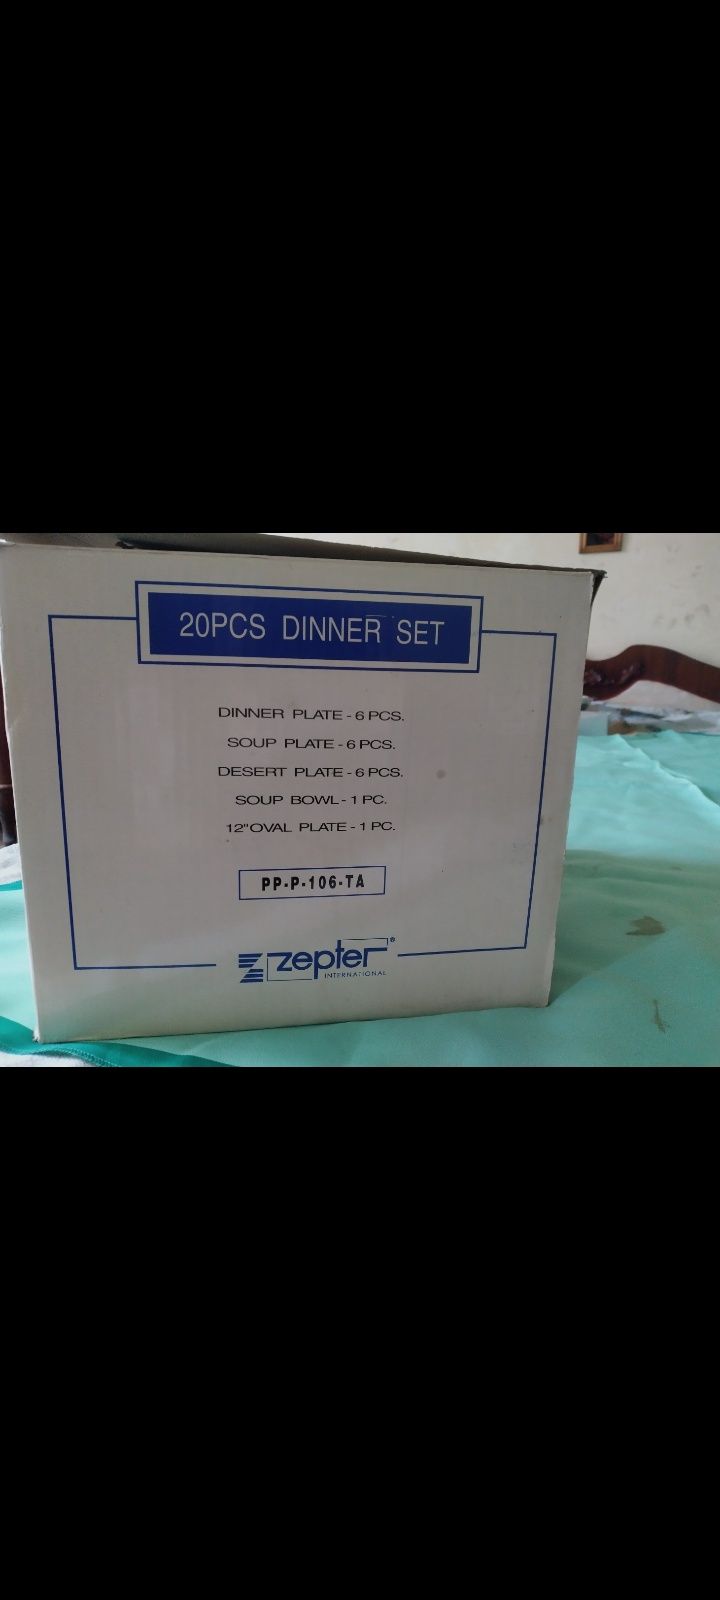 20PCS DINNER SET
DINNER PLATE - 6 PCS.
SOUP PLATE - 6 PCS.
DESERT PLATE - 6 PCS.
SOUP BOWL - 1 PC.
12"OVAL PLATE - 1 PC.
PP-P-106-TA
zepter®
INTERNATIONAL